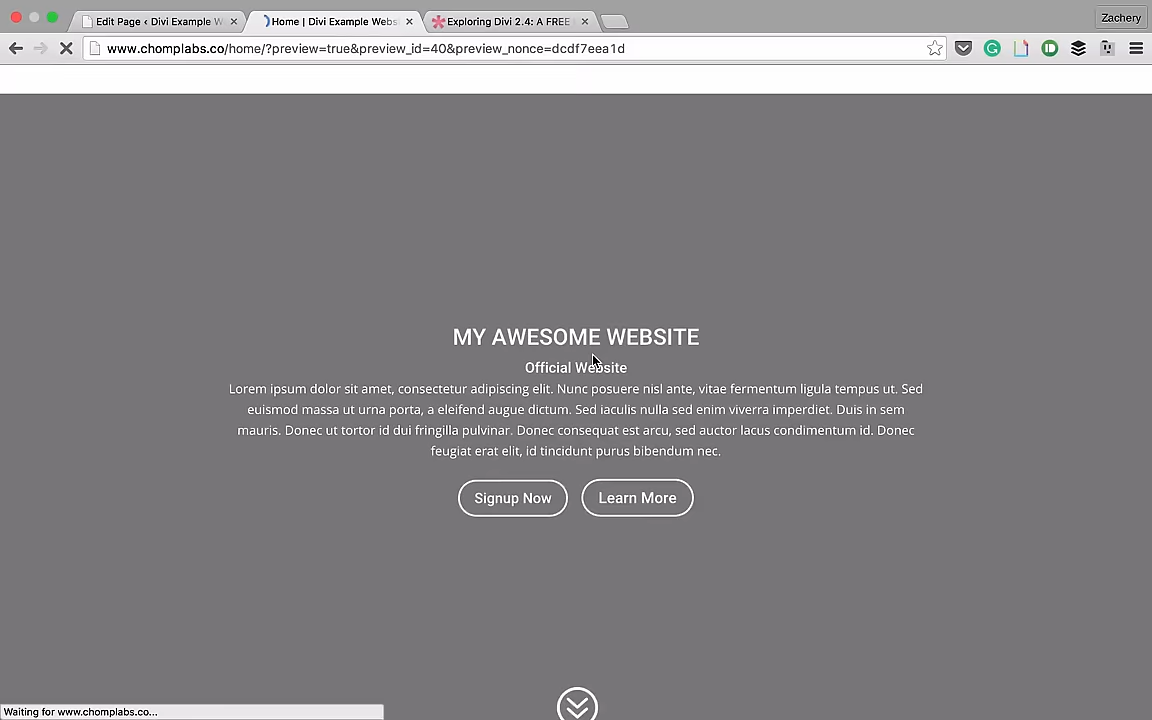 Edit Page ‹ Divi Example W
Home | Divi Example Websi
Exploring Divi 2.4: A FREE
Zachery
www.chomplabs.co/home/?preview=true&preview_id=40&preview_nonce=dcdf7eea1d
MY AWESOME WEBSITE
Official Website
Lorem ipsum dolor sit amet, consectetur adipiscing elit. Nunc posuere nisl ante, vitae fermentum ligula tempus ut. Sed
euismod massa ut urna porta, a eleifend augue dictum. Sed iaculis nulla sed enim viverra imperdiet. Duis in sem
mauris. Donec ut tortor id dui fringilla pulvinar. Donec consequat est arcu, sed auctor lacus condimentum id. Donec
feugiat erat elit, id tincidunt purus bibendum nec.
Signup Now
Learn More
Waiting for www.chomplabs.co...